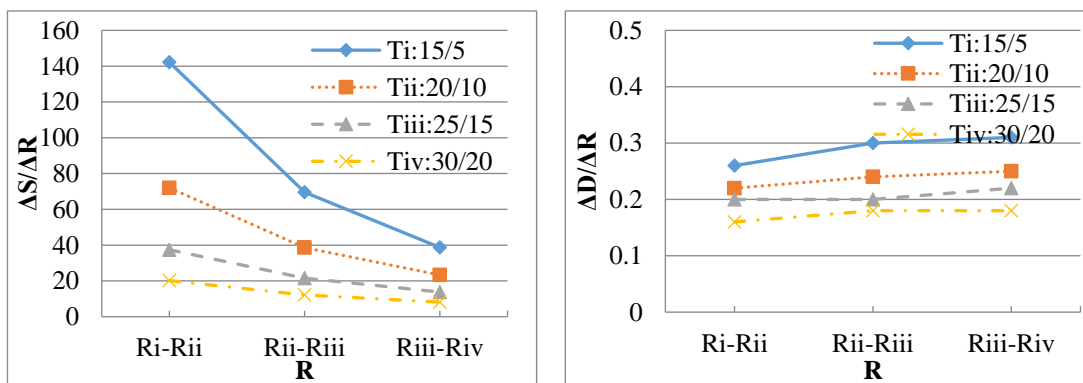 160
140
120
100
80
60
40
20
0
ΔS/ΔR
Ti:15/5
Tii:20/10
Tiii:25/15
Tiv:30/20
Ri-Rii Rii-Riii Riii-Riv
R
0.5
0.4
0.3
0.2
0.1
0
ΔD/ΔR
Ti:15/5
Tii:20/10
Tiii:25/15
Tiv:30/20
Ri-Rii Rii-Riii Riii-Riv
R